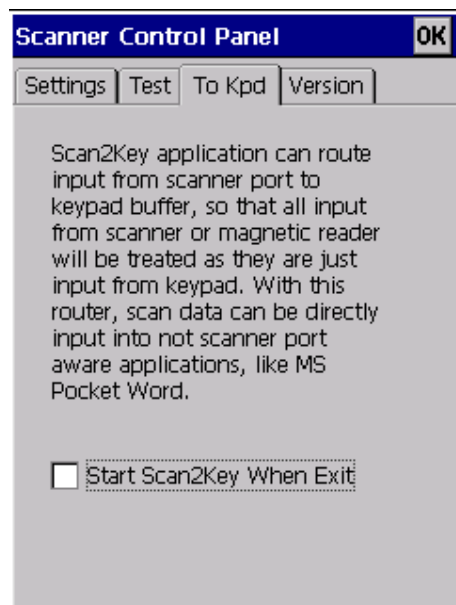 Scanner Control Panel OK
Settings Test To Kpd Version
Scan2Key application can route
input from scanner port to
keypad buffer, so that all input
from scanner or magnetic reader
will be treated as they are just
input from keypad. With this
router, scan data can be directly
input into not scanner port
aware applications, like MS
Pocket Word.
Start Scan2Key When Exit